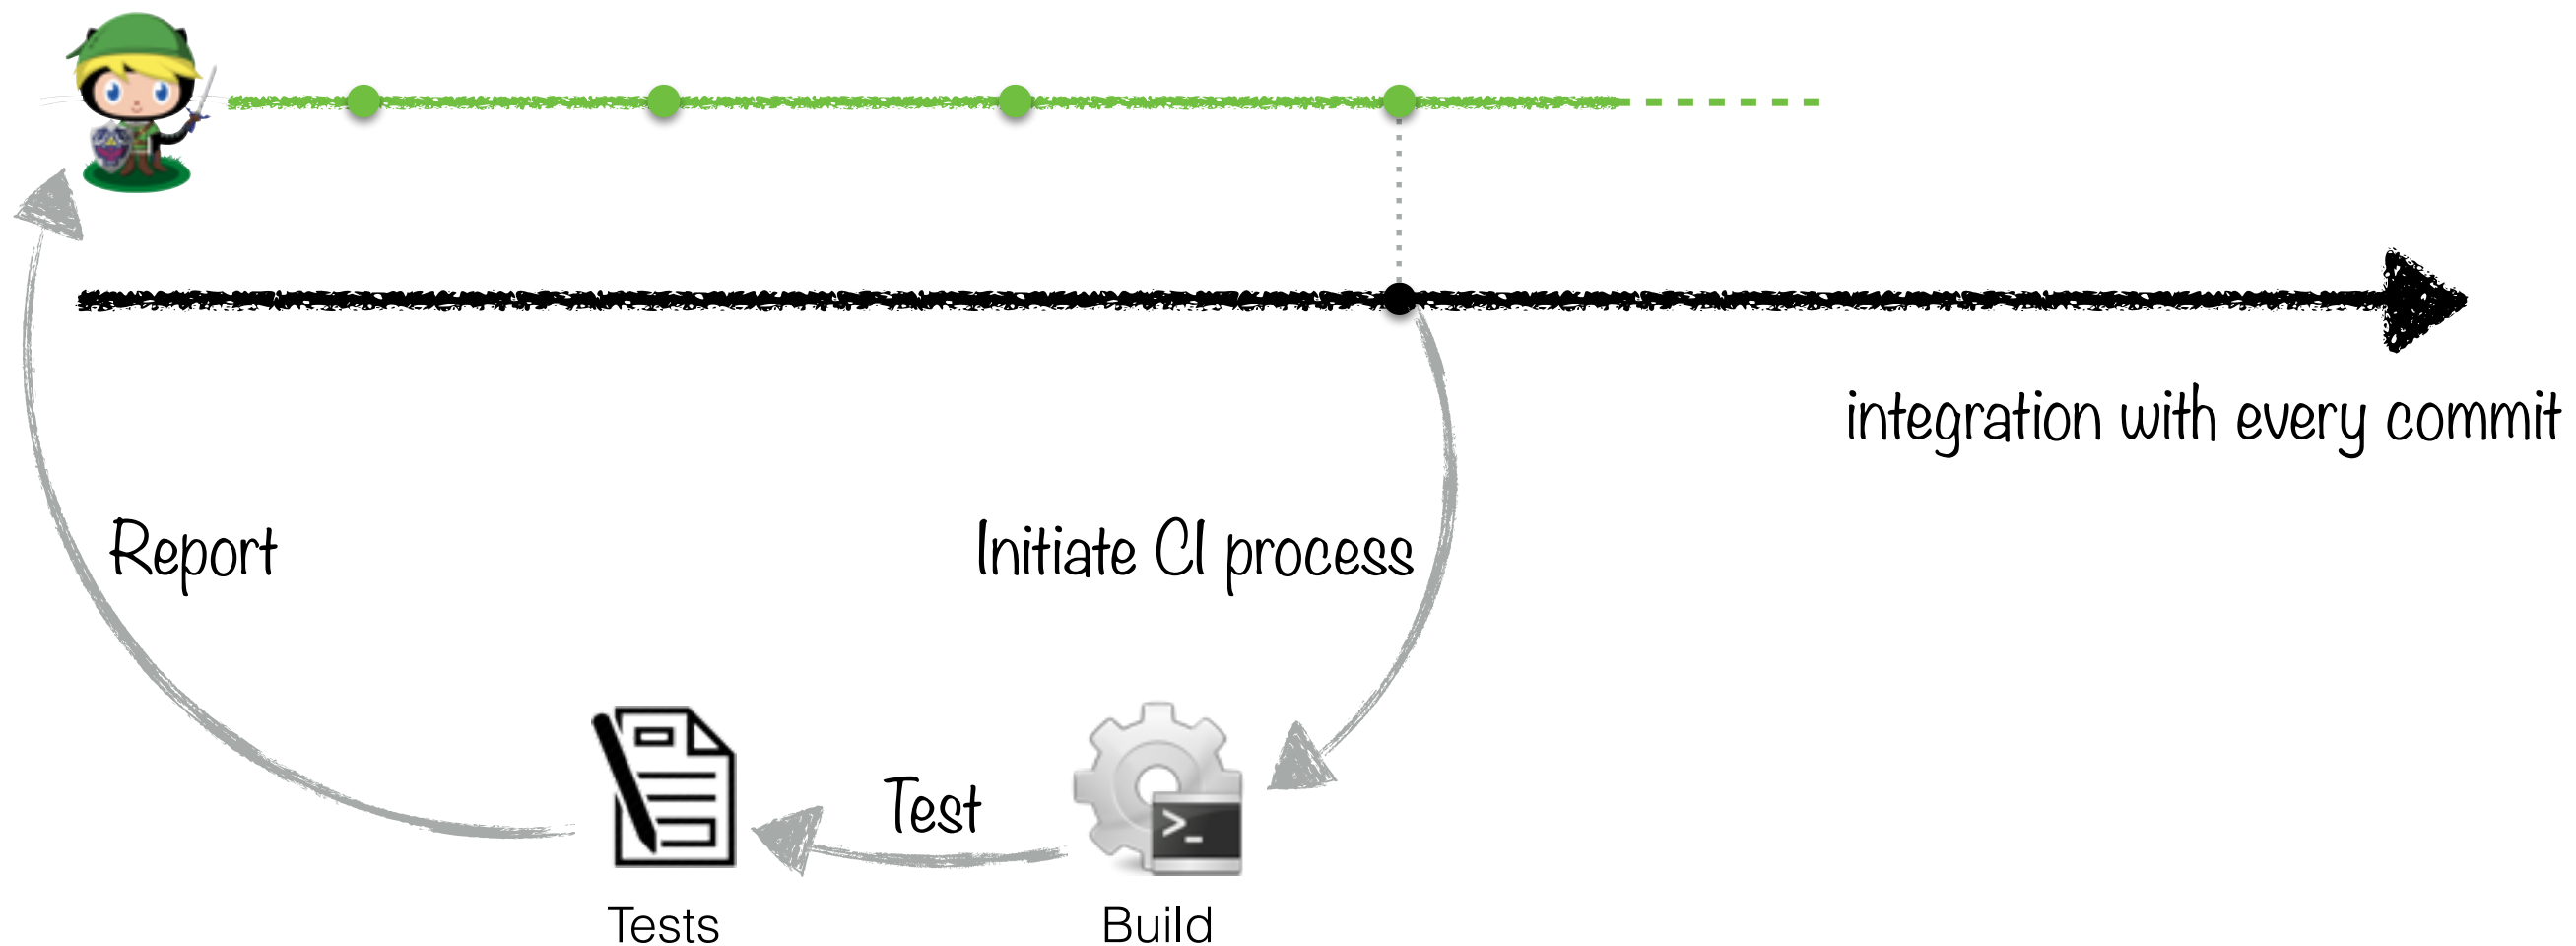 integration with every commit
Report
Initiate CI process
Test
>_
Tests
Build